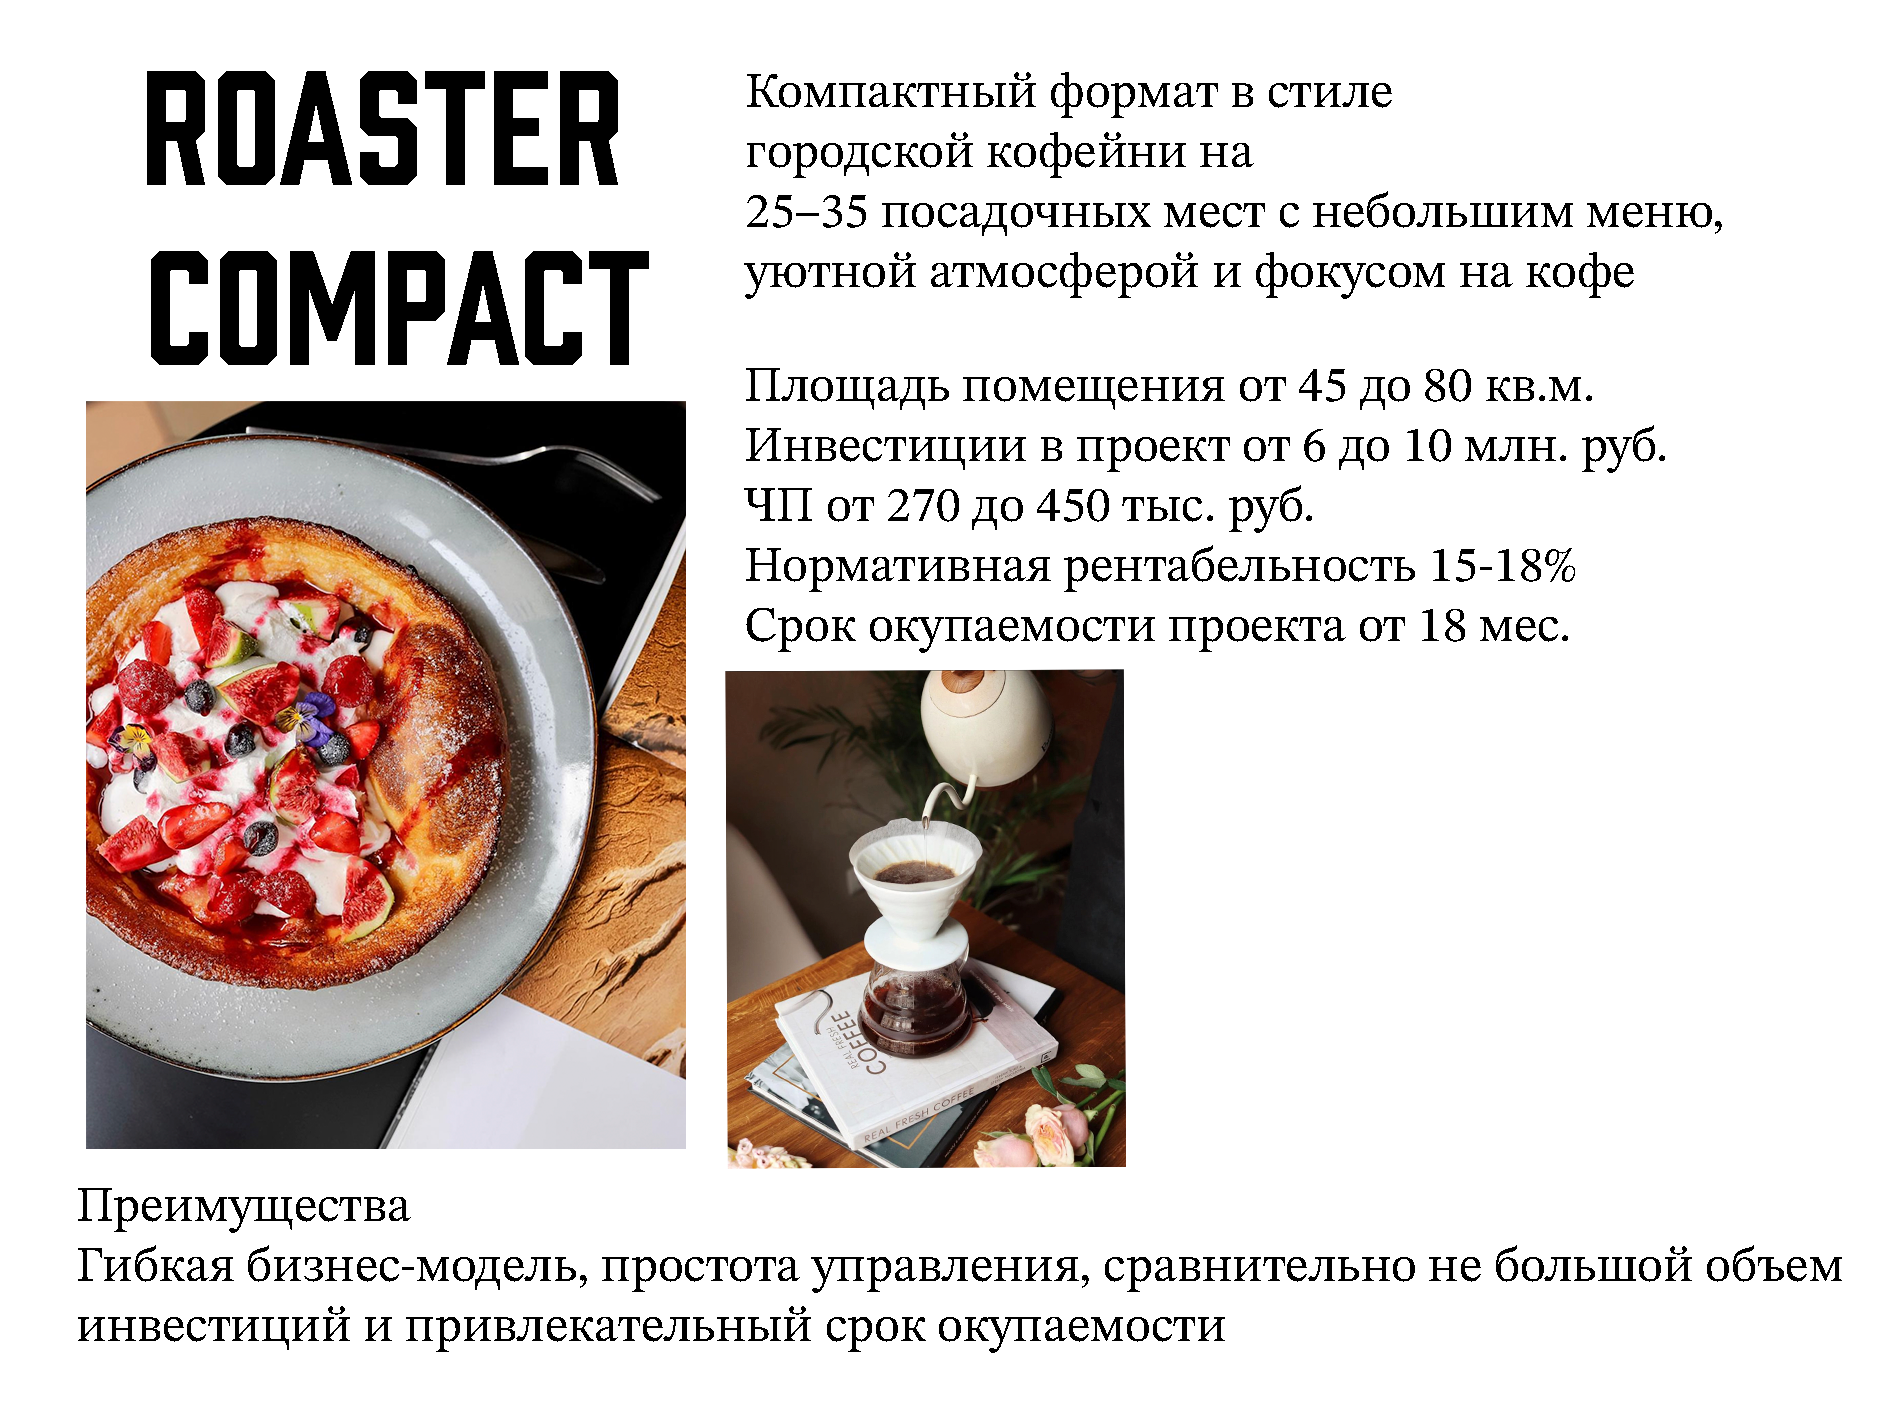 ROASTER
COMPACT
Компактный формат в стиле
городской кофейни на
25–35 посадочных мест с небольшим меню,
уютной атмосферой и фокусом на кофе
Площадь помещения от 45 до 80 кв.м.
Инвестиции в проект от 6 до 10 млн. руб.
ЧП от 270 до 450 тыс. руб.
Нормативная рентабельность 15-18%
Срок окупаемости проекта от 18 мес.
REAL FRESH
COFFEE
REAL FRESH COFFEE
Преимущества
Гибкая бизнес-модель, простота управления, сравнительно не большой объем
инвестиций и привлекательный срок окупаемости